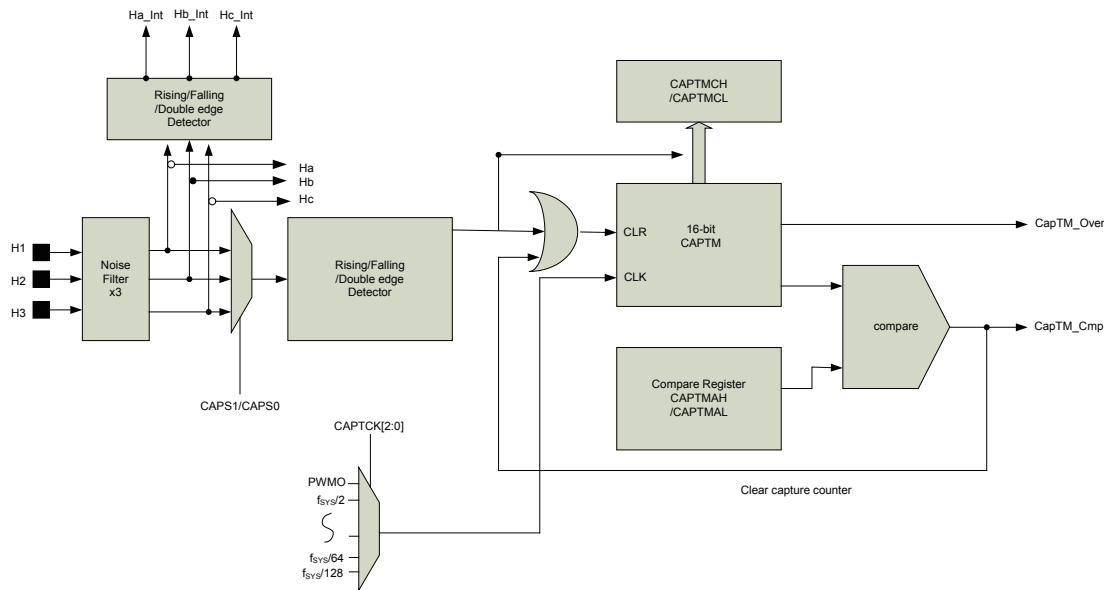 Ha_Int
Hb_Int
Hc_Int
Rising/Falling
/Double edge
Detector
CAPTMCH
/CAPTMCL
Ha
Hb
Hc
H1
H2
H3
Noise
Filter
x3
Rising/Falling
/Double edge
Detector
CLR
CLK
16-bit
CAPTM
CapTM_Over
compare
CapTM_Cmp
Compare Register
CAPTMAH
/CAPTMAL
CAPS1/CAPS0
CAPTCK[2:0]
PWMO
fSYS/2
fSYS/64
fSYS/128
Clear capture counter